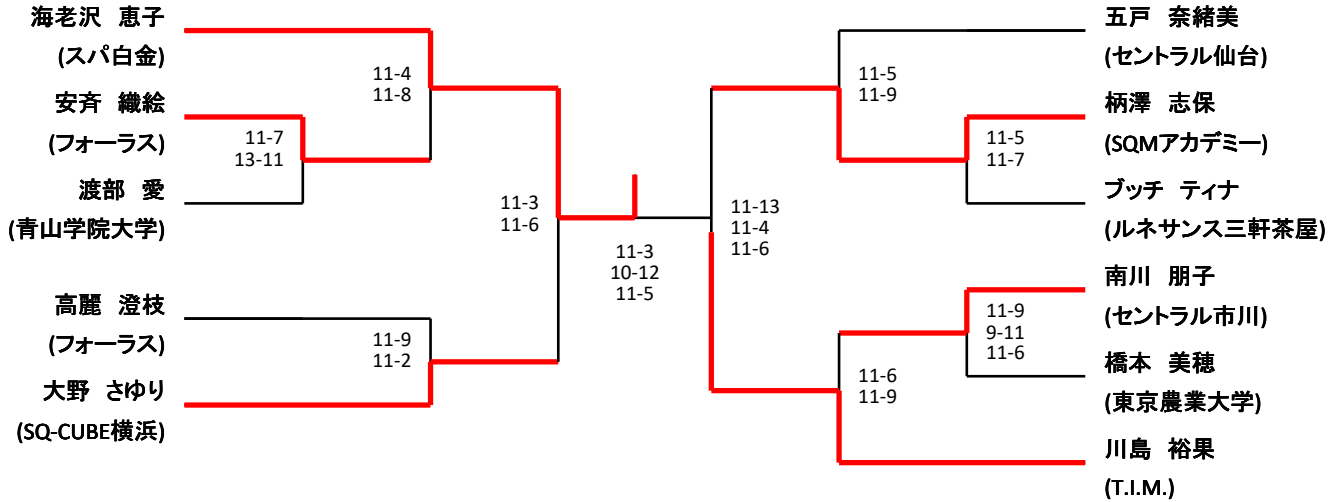 海老沢　恵子
(スパ白金)
安斉　織絵
(フォーラス)
渡部　愛
(青山学院大学)
高麗　澄枝
(フォーラス)
大野　さゆり
(SQ-CUBE横浜)
11-4
11-8
11-7
13-11
11-9
11-2
11-3
11-6
11-3
10-12
11-5
11-13
11-4
11-6
11-5
11-9
11-5
11-7
11-9
9-11
11-6
11-6
11-9
五戸　奈緒美
(セントラル仙台)
柄澤　志保
(SQMアカデミー)
ブッチ　ティナ
(ルネサンス三軒茶屋)
南川　朋子
(セントラル市川)
橋本　美穂
(東京農業大学)
川島　裕果
(T.I.M.)